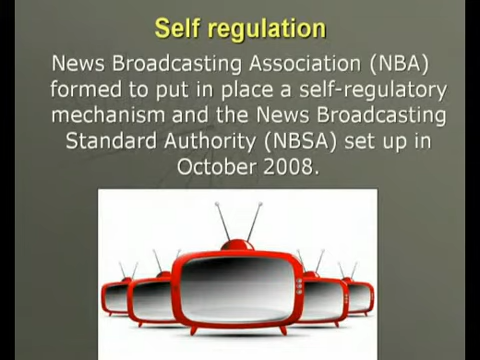 Self regulation
News Broadcasting Association (NBA)
formed to put in place a self-regulatory
mechanism and the News Broadcasting
Standard Authority (NBSA) set up in
October 2008.